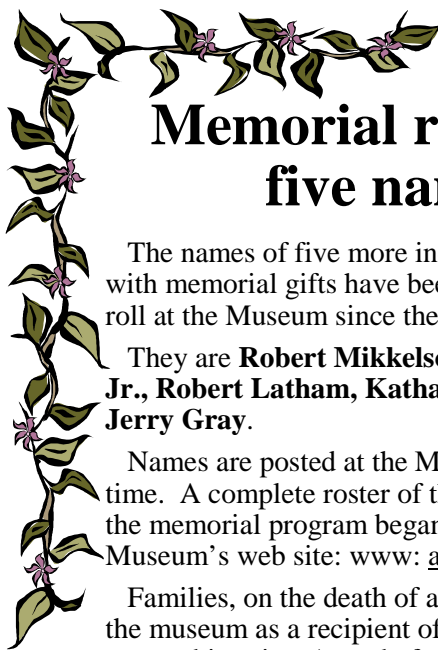 Memorial r
five na
The names of five more in
with memorial gifts have bee
roll at the Museum since the
They are Robert Mikkelso
Jr., Robert Latham, Katha
Jerry Gray.
Names are posted at the M
time.  A complete roster of t
the memorial program began
Museum’s web site: www: a
Families, on the death of a
the museum as a recipient of